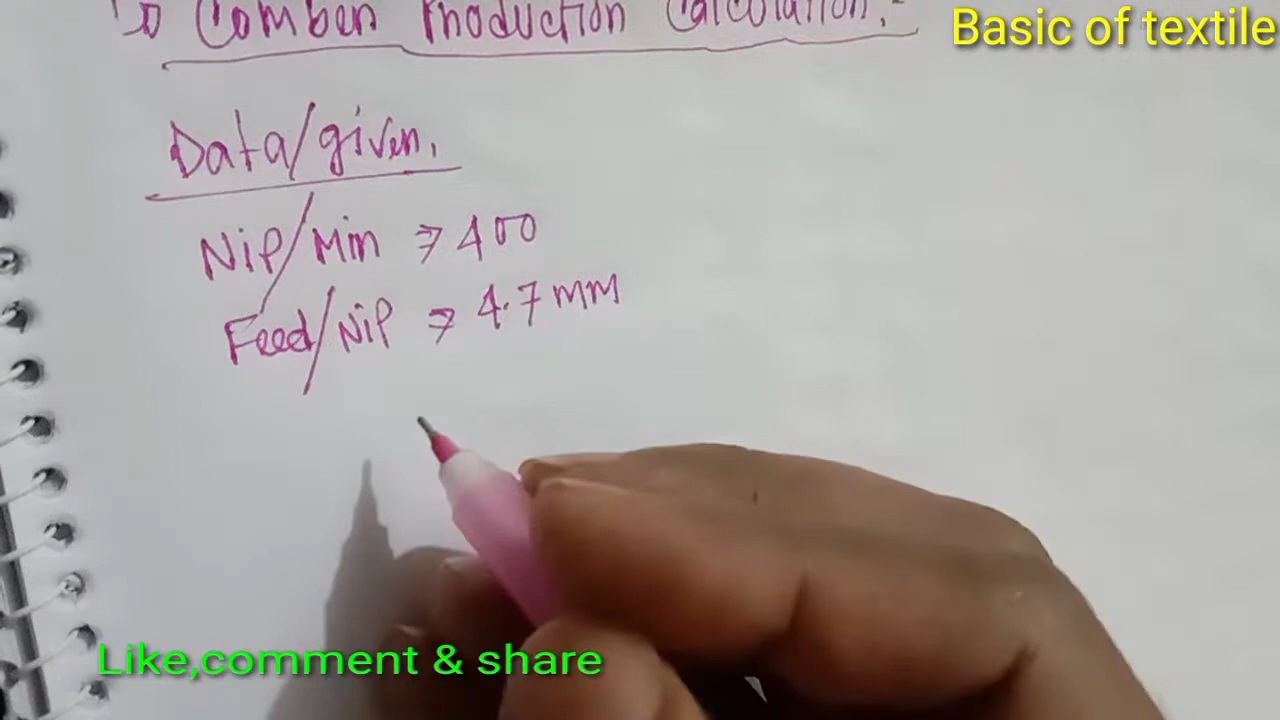 Comber Production Calculation:-
Basic of textile
Data/given.
Nip/Min ⇒ 400
Feed/Nip ⇒ 4.7 mm
Like,comment & share